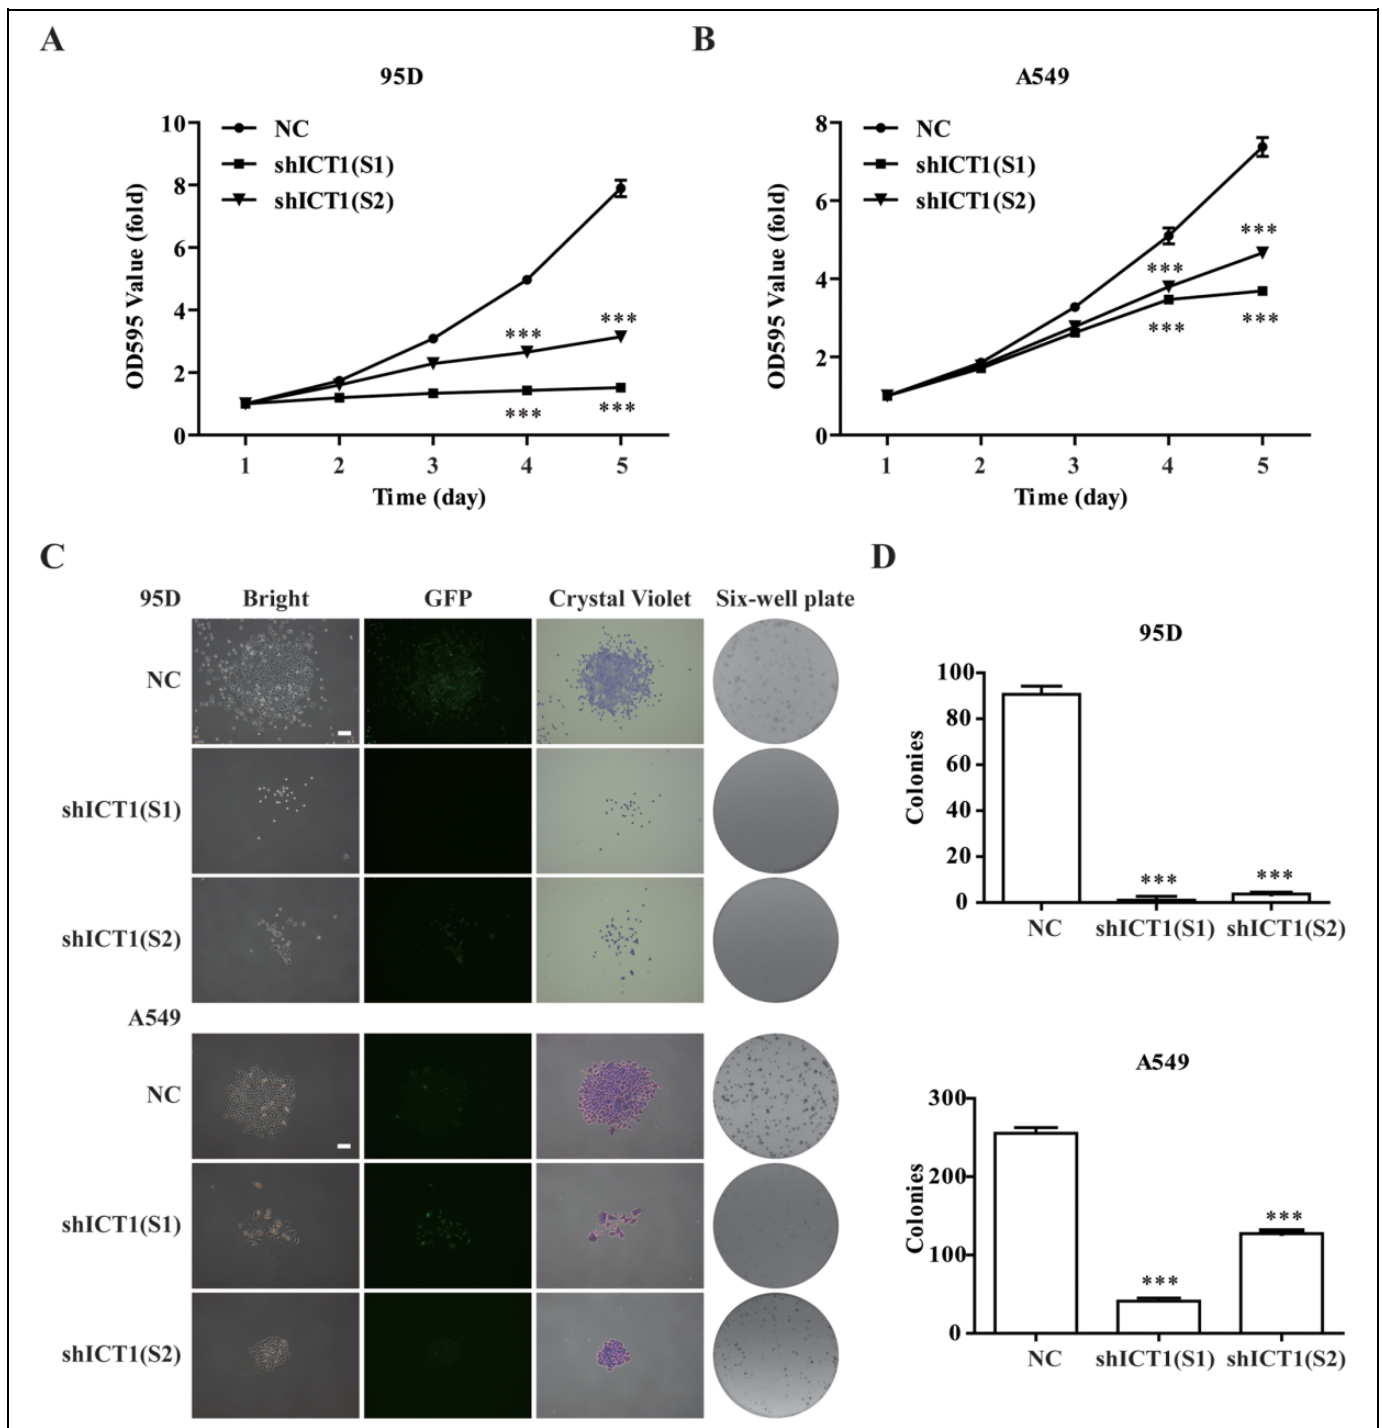 A
95D
10
8
6
4
2
0
OD595 Value (fold)
NC
shICT1(S1)
shICT1(S2)
***
***
***
***
1 2 3 4 5
Time (day)
B
A549
8
6
4
2
0
OD595 Value (fold)
NC
shICT1(S1)
shICT1(S2)
***
***
***
***
1 2 3 4 5
Time (day)
C
95D Bright GFP Crystal Violet Six-well plate
NC
shICT1(S1)
shICT1(S2)
A549
NC
shICT1(S1)
shICT1(S2)
D
95D
100
80
60
40
20
0
Colonies
*** ***
NC shICT1(S1) shICT1(S2)
A549
300
200
100
0
Colonies
***
***
NC shICT1(S1) shICT1(S2)